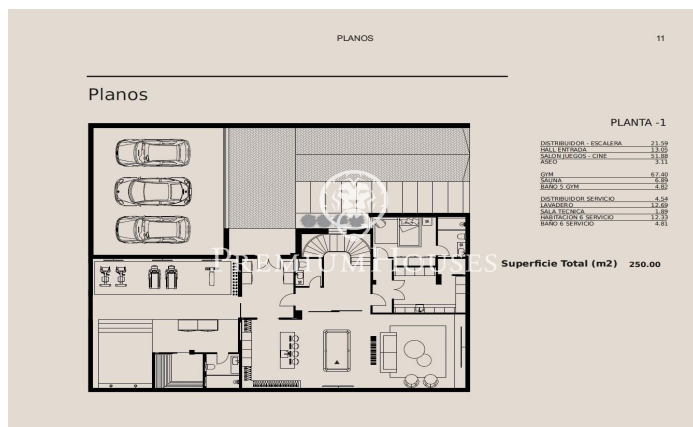 PLANOS
11
Planos
PLANTA -1
DISTRIBUIDOR - ESCALERA 21.59
HALL ENTRADA 13.05
SALON JUEGOS - CINE 51.88
ASEO 3.11
GYM 67.40
SAUNA 6.89
BAÑO 5 GYM 4.82
DISTRIBUIDOR SERVICIO 4.54
LAVADERO 12.69
SALA TECNICA 1.89
HABITACION 6 SERVICIO 12.33
BAÑO 6 SERVICIO 4.81
PREMIUM HOUSES
Superficie Total (m2) 250.00